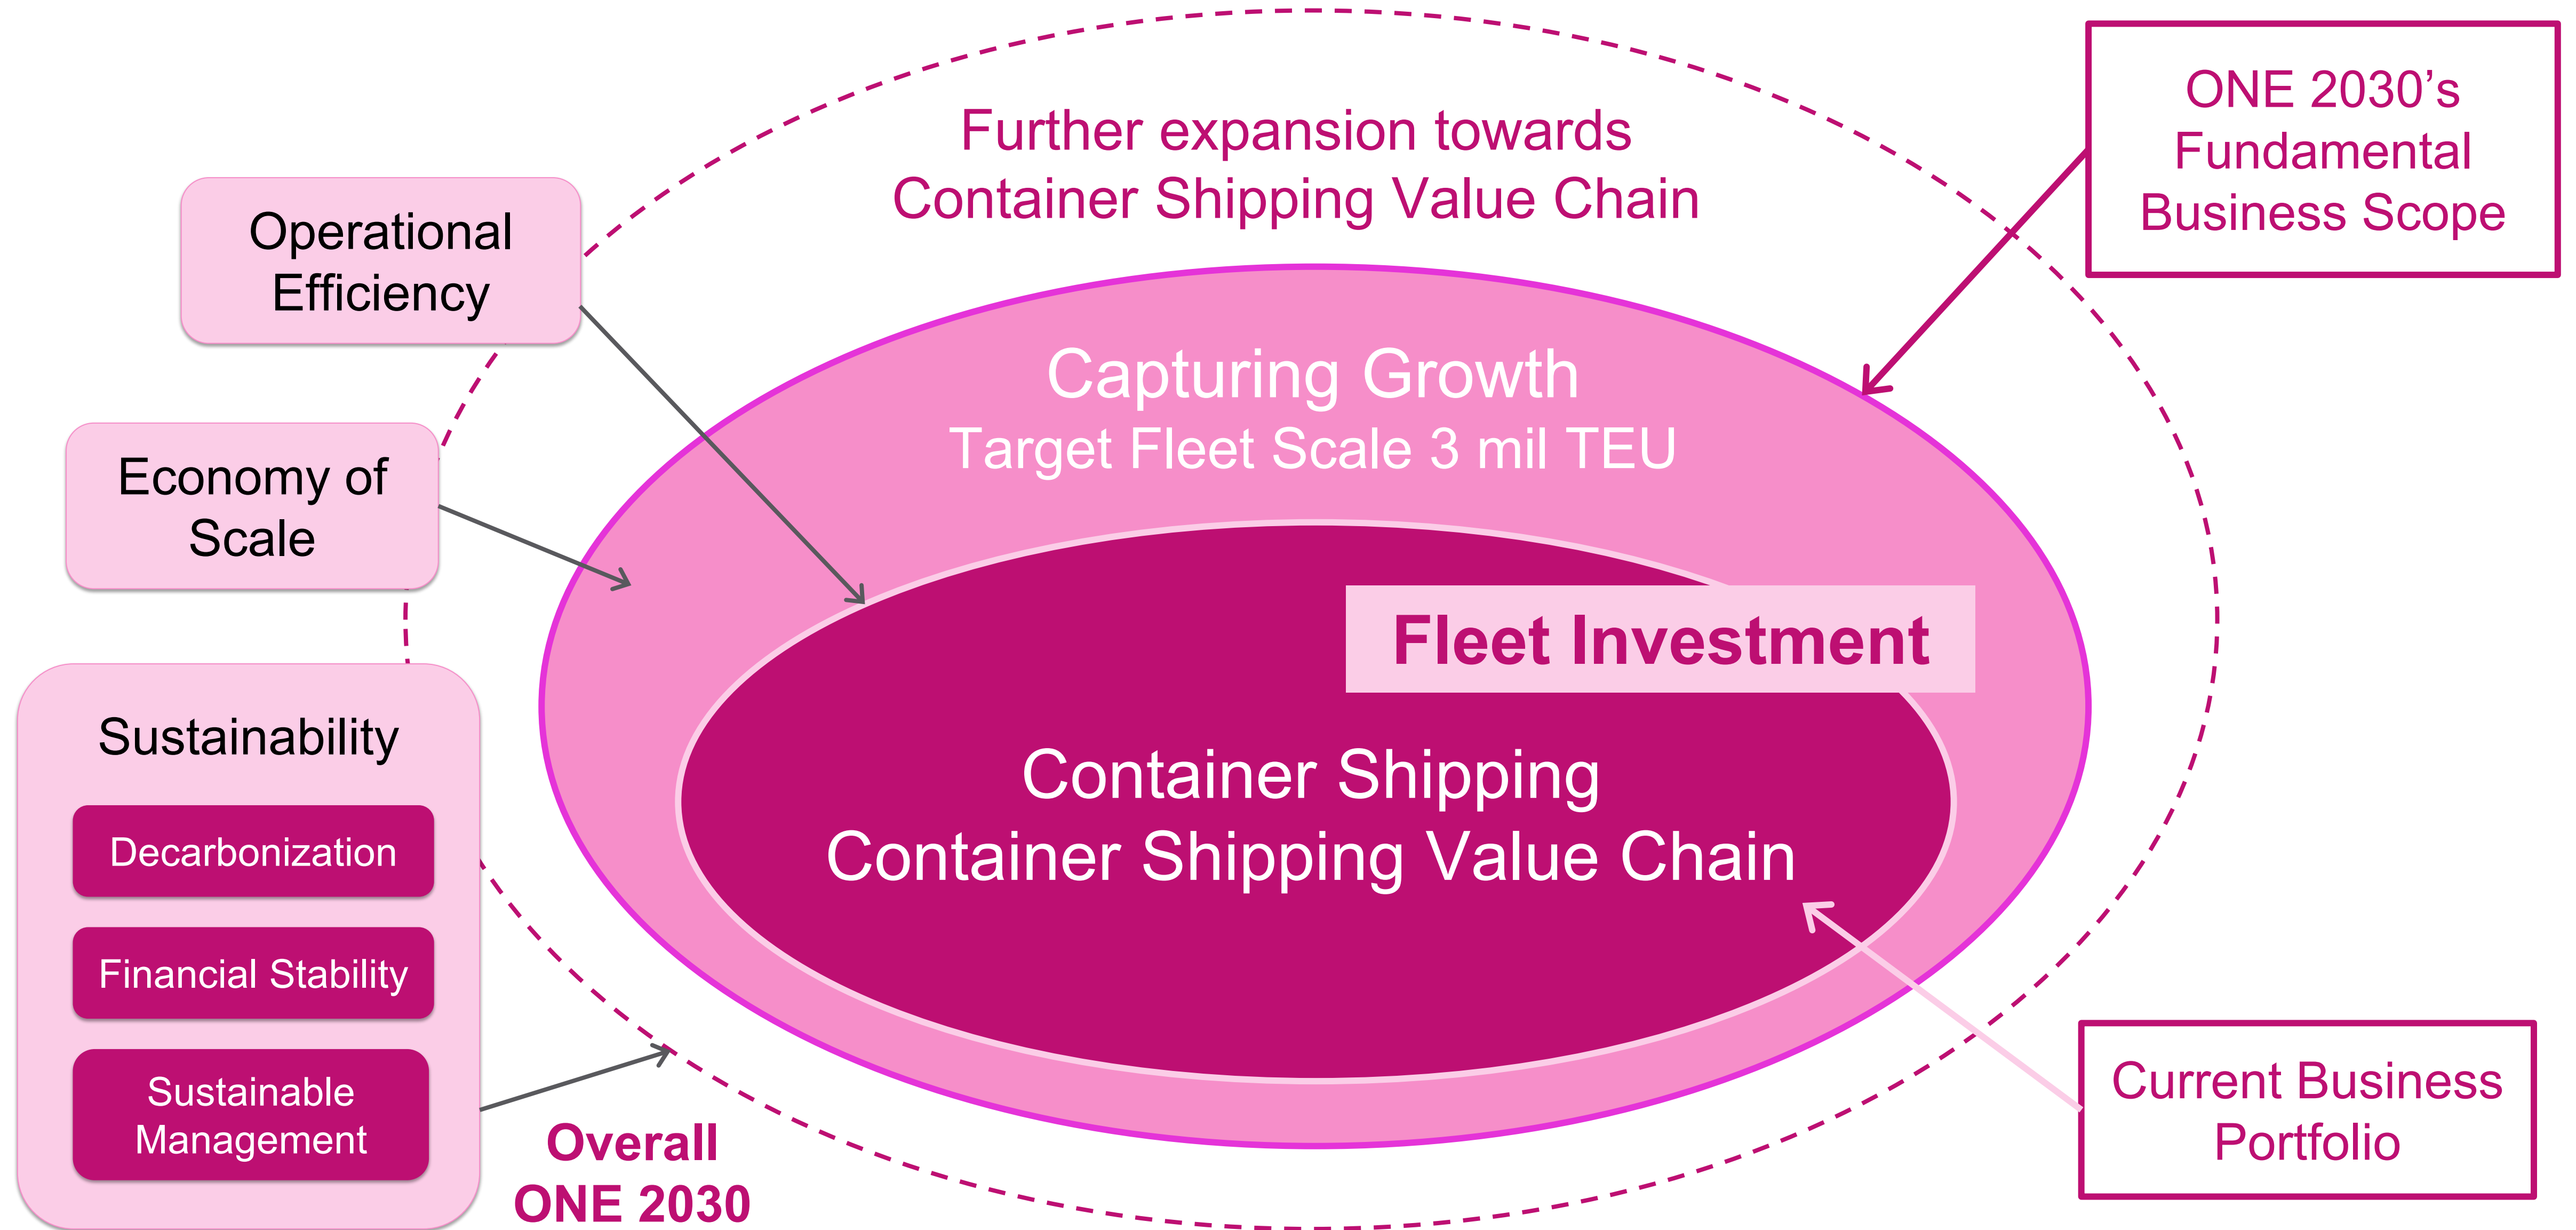 Further expansion towards
Container Shipping Value Chain
ONE 2030’s
Fundamental
Business Scope
Operational
Efficiency
Capturing Growth
Target Fleet Scale 3 mil TEU
Economy of
Scale
Fleet Investment
Sustainability
Decarbonization
Financial Stability
Sustainable
Management
Container Shipping
Container Shipping Value Chain
Overall
ONE 2030
Current Business
Portfolio